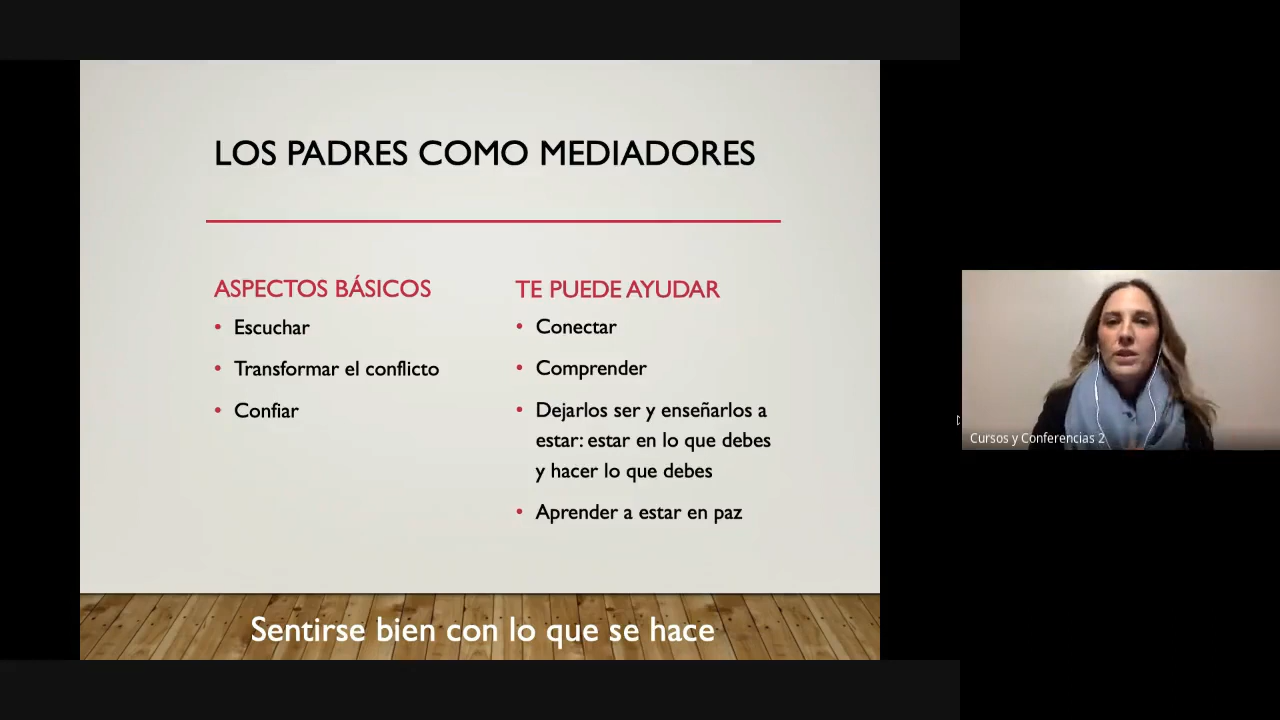 LOS PADRES COMO MEDIADORES
ASPECTOS BÁSICOS
• Escuchar
• Transformar el conflicto
• Confiar
TE PUEDE AYUDAR
• Conectar
• Comprender
• Dejarlos ser y enseñarlos a
estar: estar en lo que debes
y hacer lo que debes
• Aprender a estar en paz
Sentirse bien con lo que se hace
Cursos y Conferencias 2